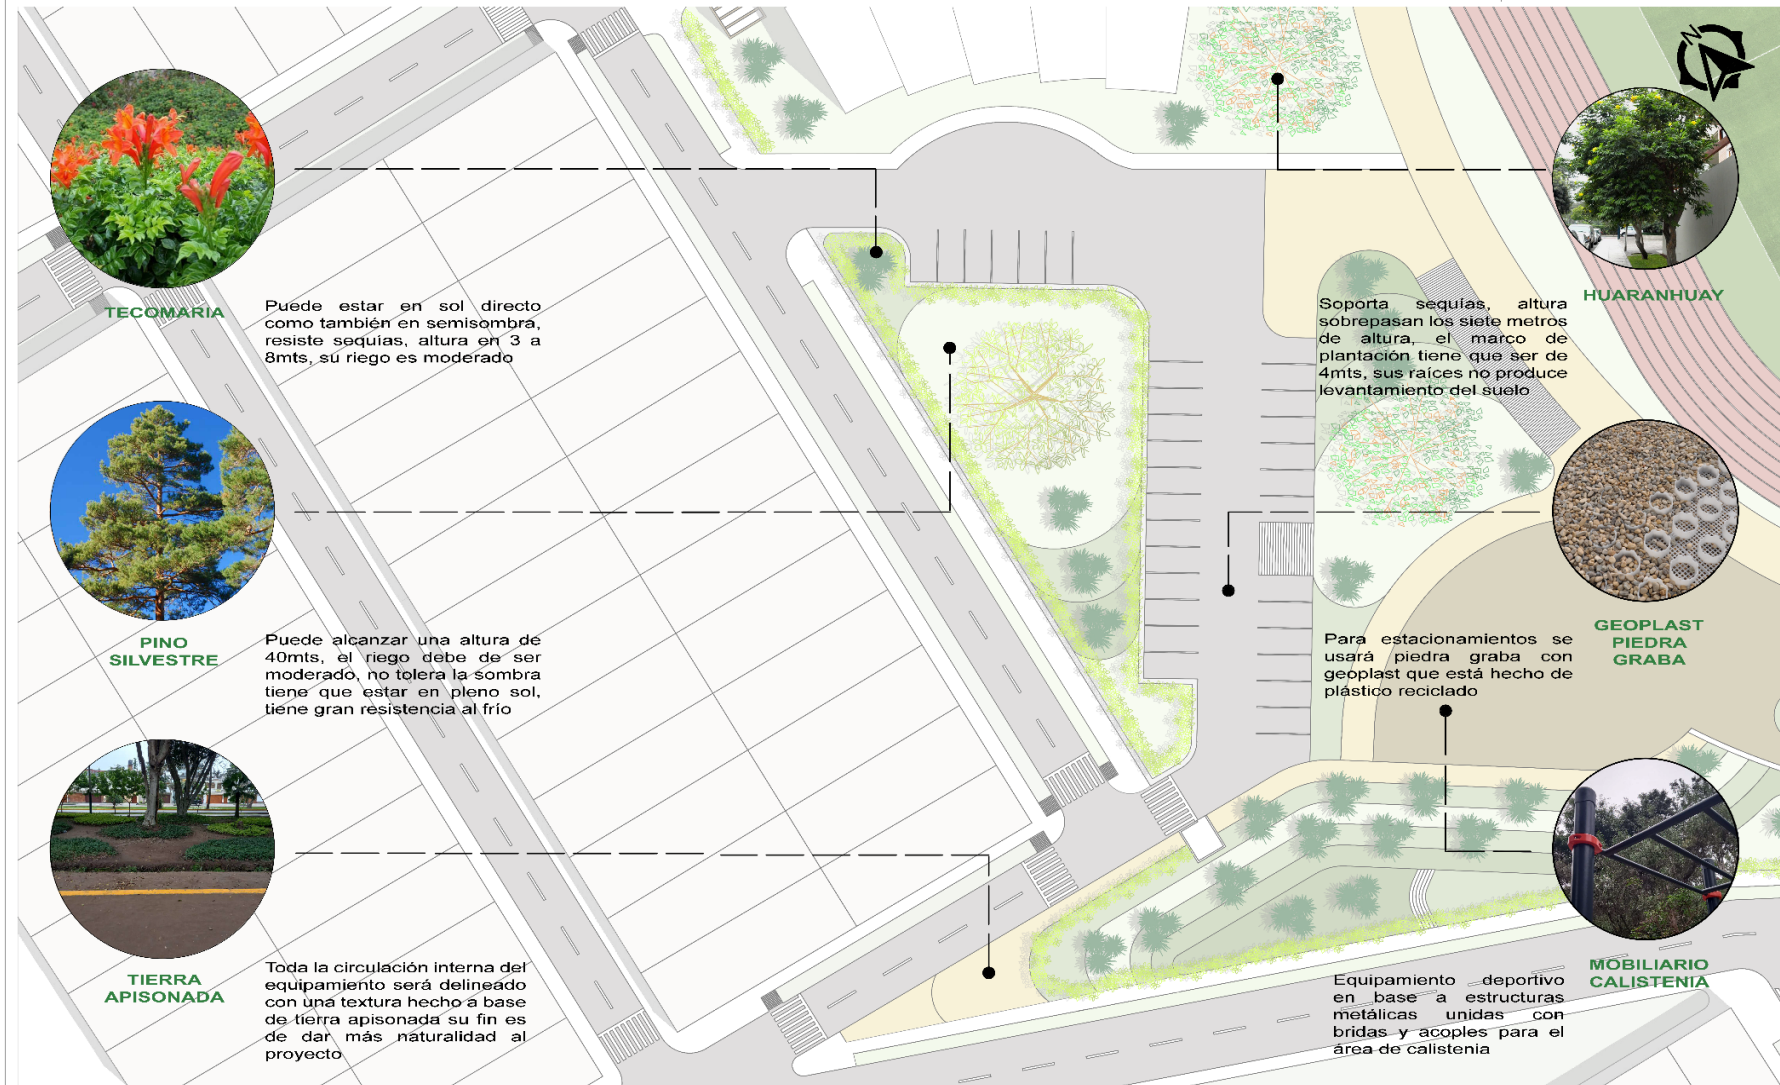 N
TECOMARIA
Puede estar en sol directo
como también en semisombra,
resiste sequías, altura en 3 a
8mts, su riego es moderado
PINO
SILVESTRE
Puede alcanzar una altura de
40mts, el riego debe de ser
moderado, no tolera la sombra
tiene que estar en pleno sol,
tiene gran resistencia al frío
TIERRA
APISONADA
Toda la circulación interna del
equipamiento será delineado
con una textura hecho a base
de tierra apisonada su fin es
de dar más naturalidad al
proyecto
HUARANHUAY
Soporta sequías, altura
sobrepasan los siete metros
de altura, el marco de
plantación tiene que ser de
4mts, sus raíces no produce
levantamiento del suelo
GEOPLAST
PIEDRA
GRABA
Para estacionamientos se
usará piedra graba con
geoplast que está hecho de
plástico reciclado
MOBILIARIO
CALISTENIA
Equipamiento deportivo
en base a estructuras
metálicas unidas con
bridas y acoples para el
área de calistenia